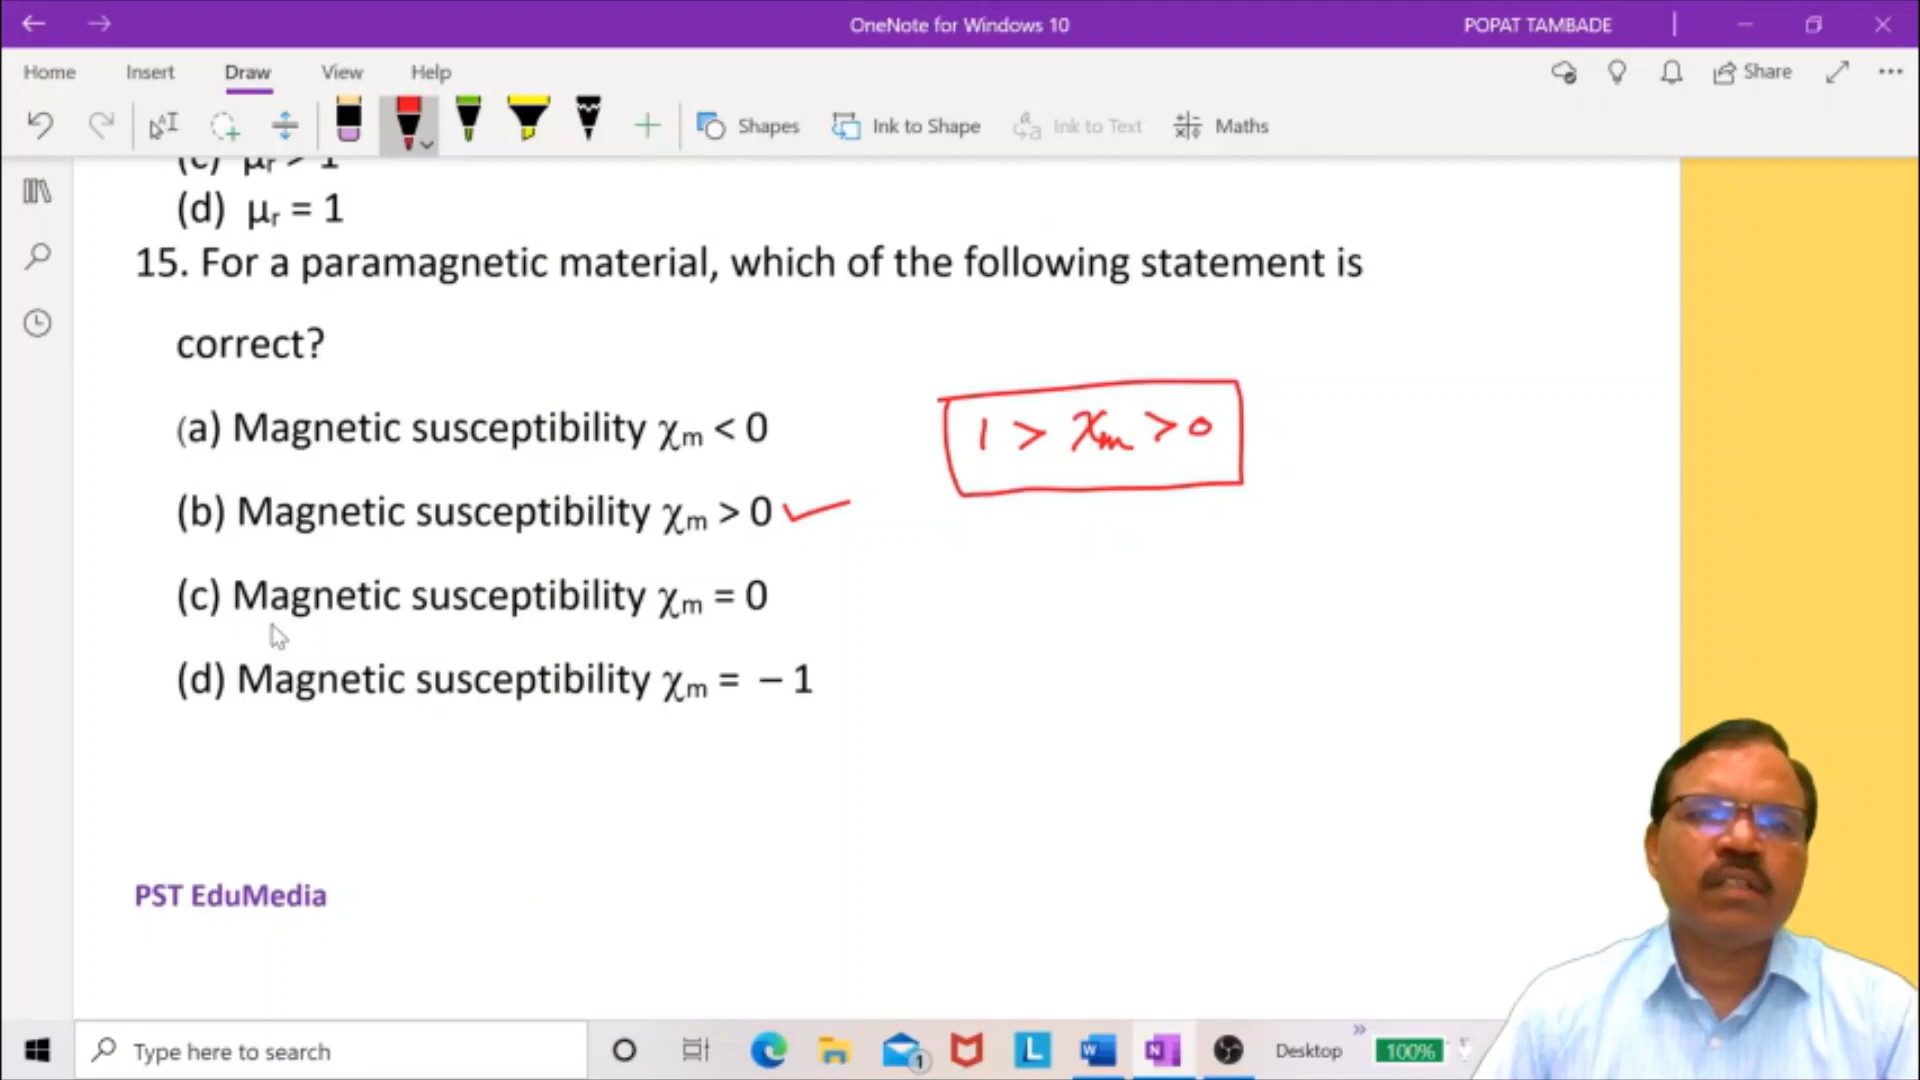 OneNote for Windows 10 POPAT TAMBADE
Home Insert Draw View Help Share
Shapes Ink to Shape Ink to Text Maths
(c) μr > 1
(d) μr = 1
15. For a paramagnetic material, which of the following statement is
correct?
(a) Magnetic susceptibility χm < 0
1 > χm > 0
(b) Magnetic susceptibility χm > 0
(c) Magnetic susceptibility χm = 0
(d) Magnetic susceptibility χm = – 1
PST EduMedia
Type here to search 1 L W N Desktop 100%